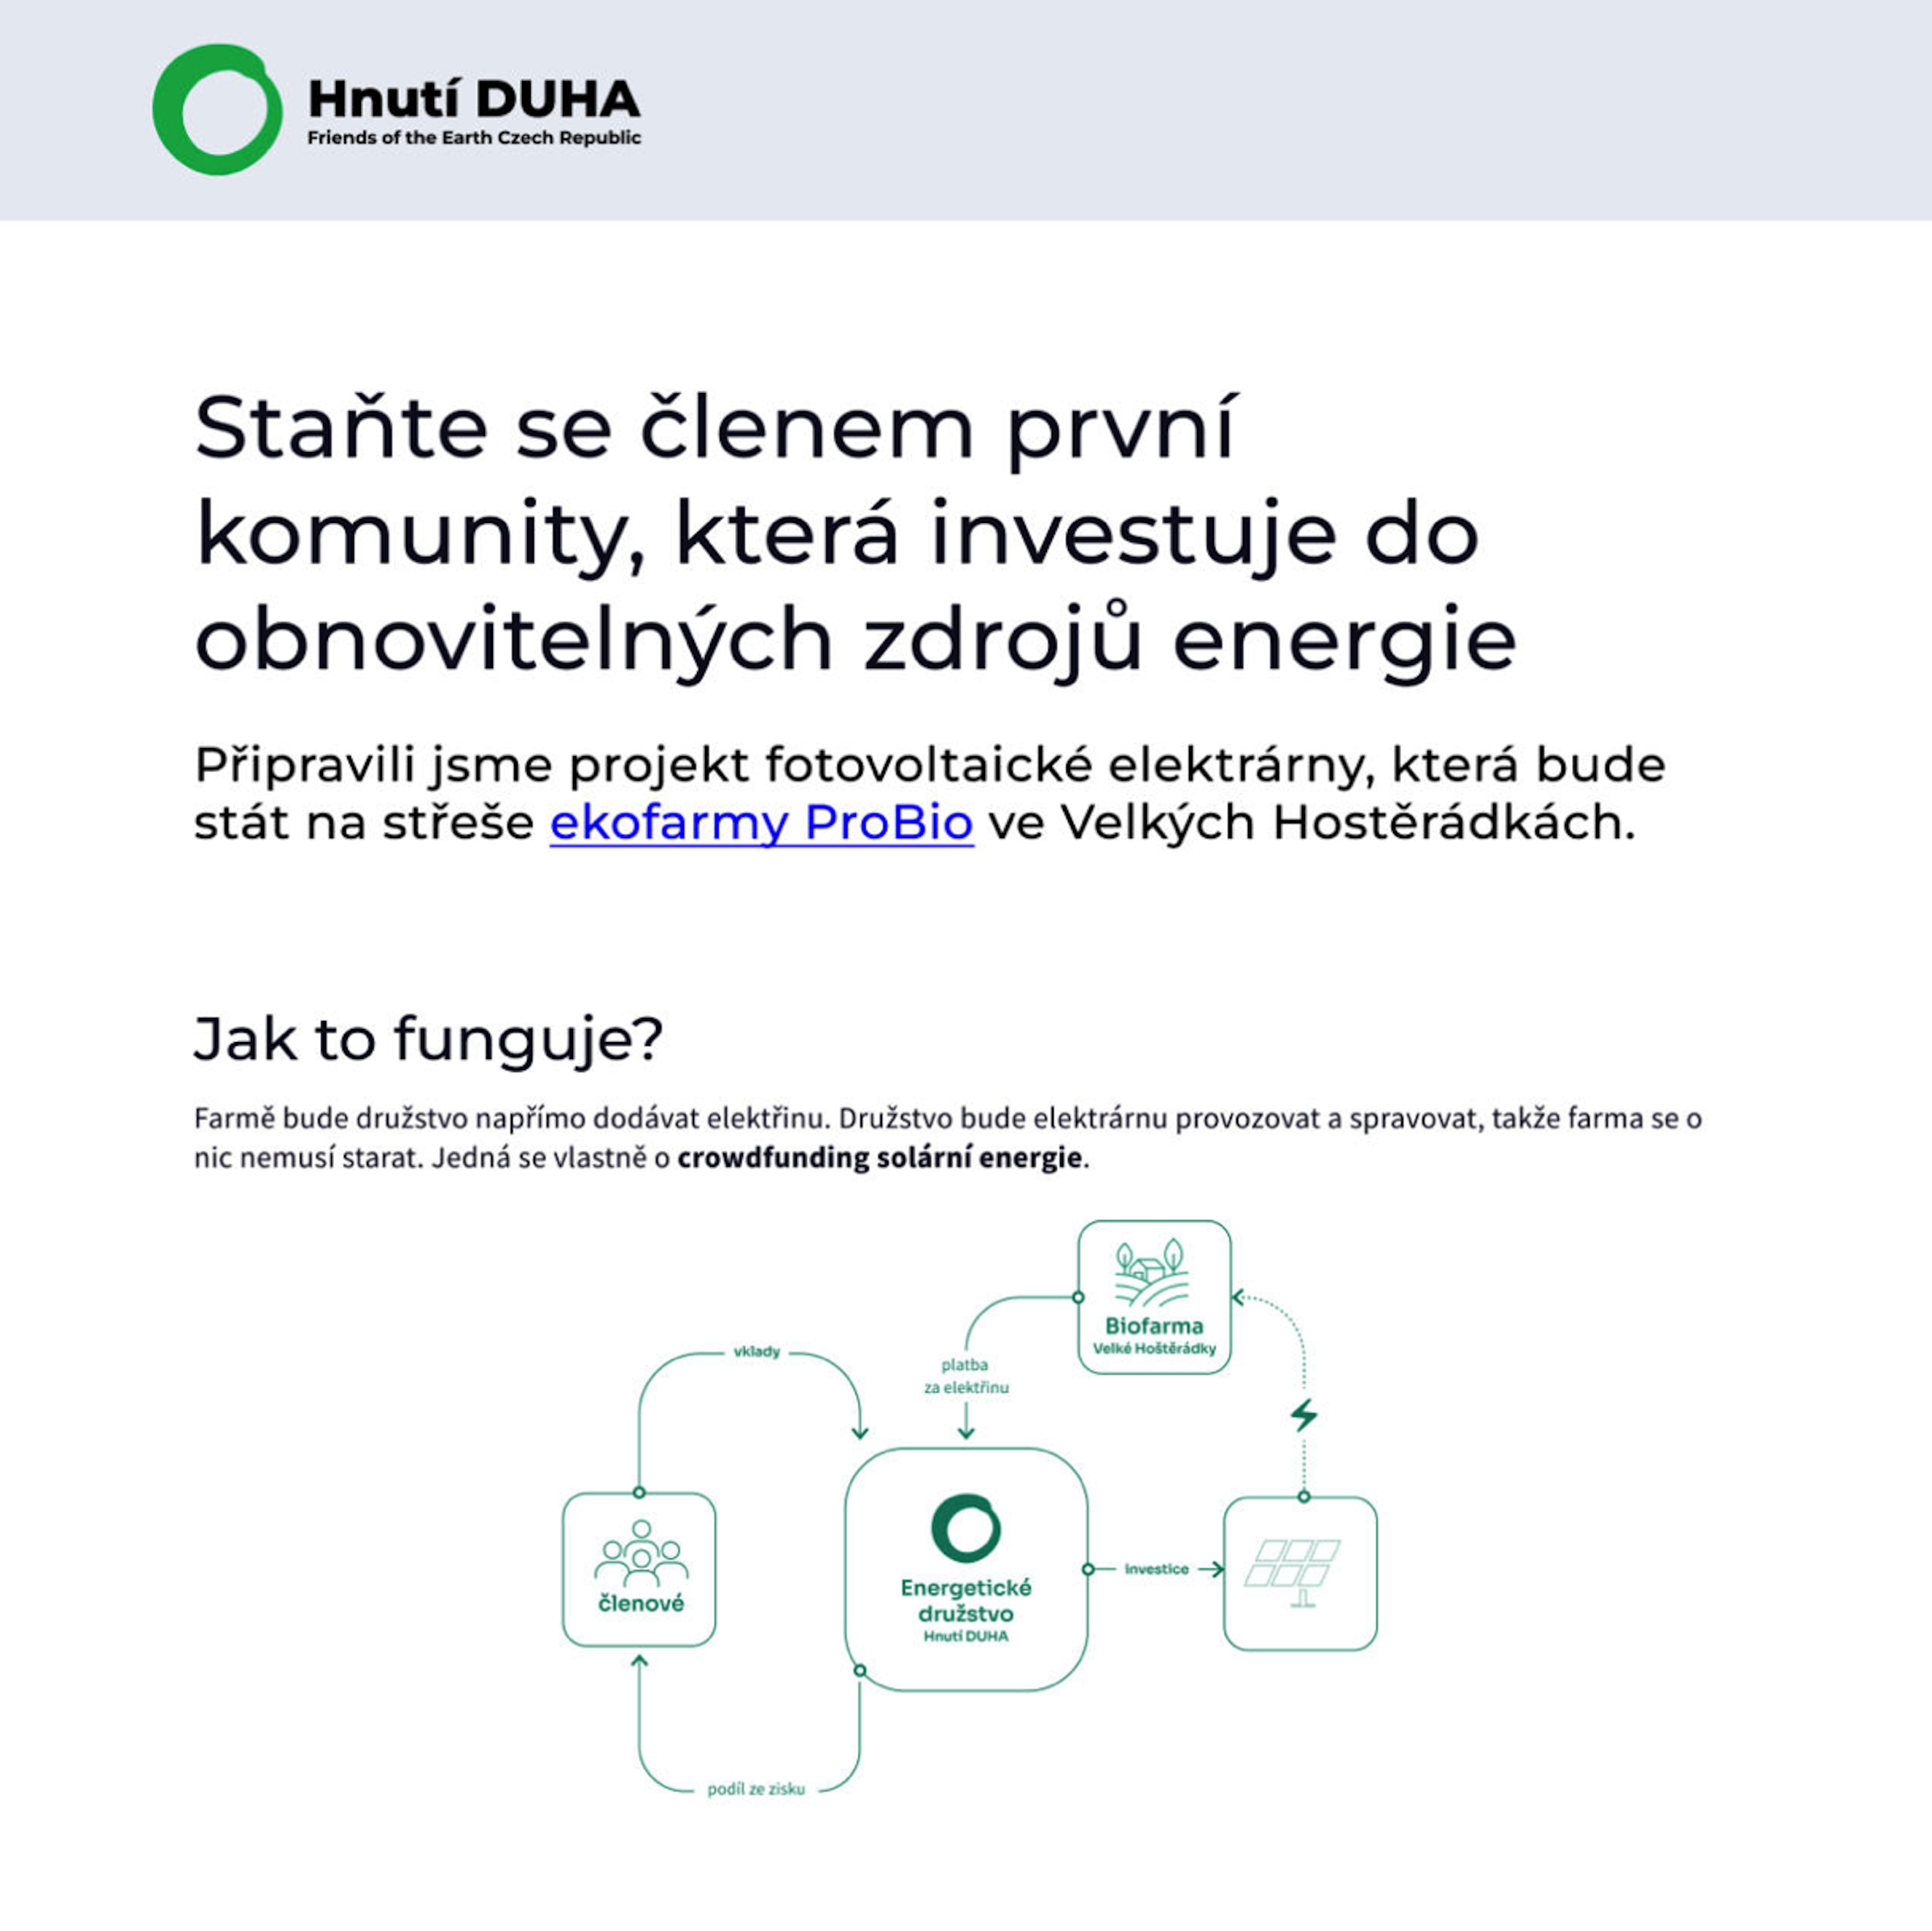 Hnutí DUHA
Friends of the Earth Czech Republic
Staňte se členem první
komunity, která investuje do
obnovitelných zdrojů energie
Připravili jsme projekt fotovoltaické elektrárny, která bude
stát na střeše ekofarmy ProBio ve Velkých Hostěrádkách.
Jak to funguje?
Farmě bude družstvo napřímo dodávat elektřinu. Družstvo bude elektrárnu provozovat a spravovat, takže farma se o
nic nemusí starat. Jedná se vlastně o crowdfunding solární energie.
Biofarma
Velké Hoštěrádky
vklady
platba
za elektřinu
členové
Energetické
družstvo
Hnutí DUHA
investice
podíl ze zisku